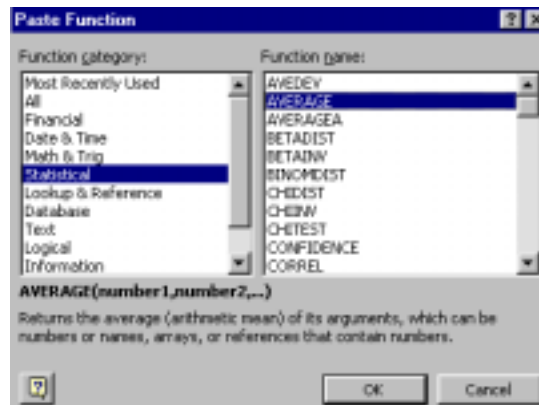 Paste Function
Function category:
Most Recently Used
All
Financial
Date & Time
Math & Trig
Statistical
Lookup & Reference
Database
Text
Logical
Information
Function name:
AVEDEV
AVERAGE
AVERAGEA
BETADIST
BETAINV
BINOMDIST
CHIDIST
CHIINV
CHITEST
CONFIDENCE
CORREL
AVERAGE(number1,number2,...)
Returns the average (arithmetic mean) of its arguments, which can be
numbers or names, arrays, or references that contain numbers.
OK
Cancel